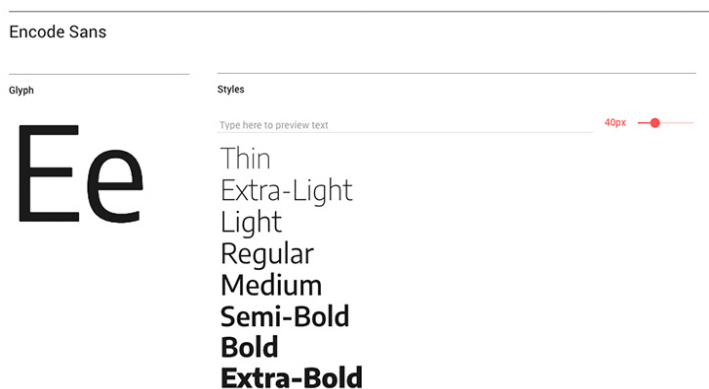 Encode Sans
Glyph
Ee
Styles
Type here to preview text
40px
Thin
Extra-Light
Light
Regular
Medium
Semi-Bold
Bold
Extra-Bold